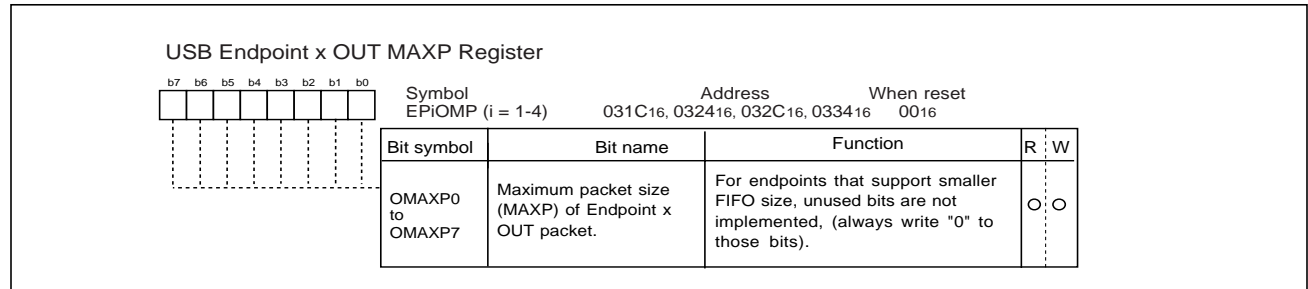 USB Endpoint x OUT MAXP Register
b7 b6 b5 b4 b3 b2 b1 b0
Symbol Address When reset
EPiOMP (i = 1-4) 031C16, 032416, 032C16, 033416 0016
Bit symbol Bit name Function R W
OMAXP0
to
OMAXP7
Maximum packet size
(MAXP) of Endpoint x
OUT packet.
For endpoints that support smaller
FIFO size, unused bits are not
implemented, (always write "0" to
those bits).